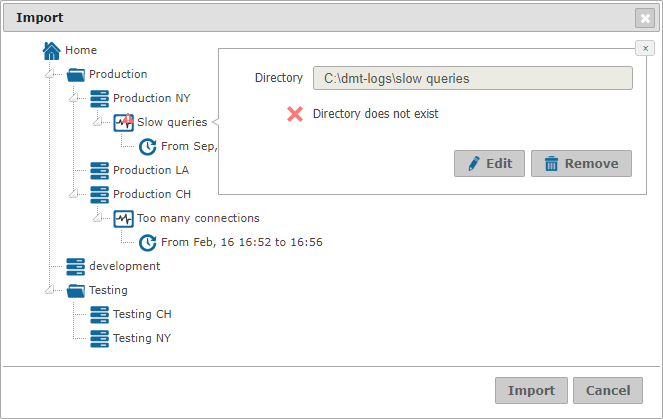 Import
Home
Production
Production NY
Slow queries
From Sep,
Production LA
Production CH
Too many connections
From Feb, 16 16:52 to 16:56
development
Testing
Testing CH
Testing NY
Directory C:\dmt-logs\slow queries
Directory does not exist
Edit Remove
Import Cancel